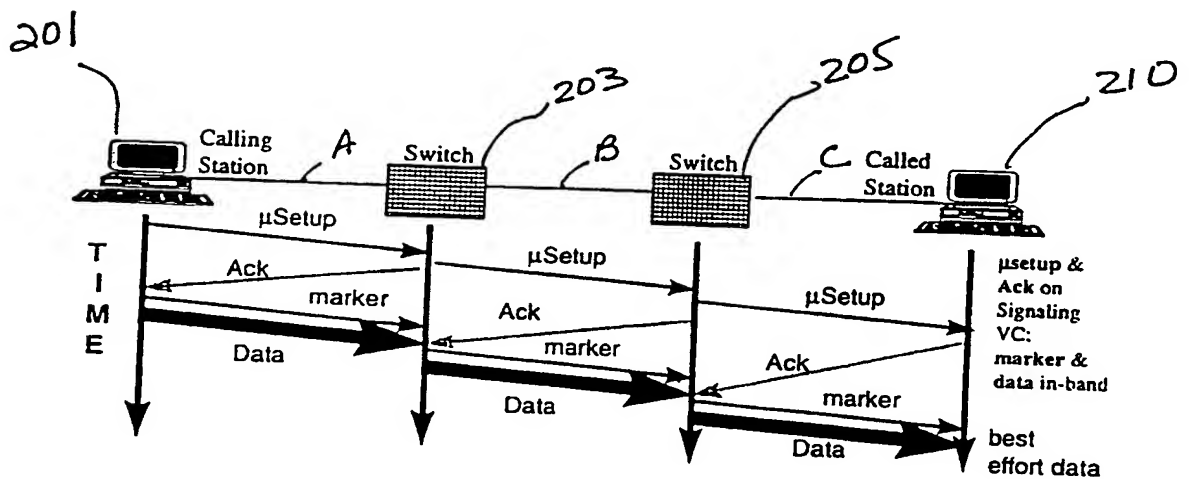 201
203
205
210
Calling
Station
A
Switch
B
Switch
C
Called
Station
T
I
M
E
μSetup
Ack
marker
Data
μSetup
Ack
marker
Data
μSetup
Ack
marker
Data
μsetup &
Ack on
Signaling
VC:
marker &
data in-band
best
effort data